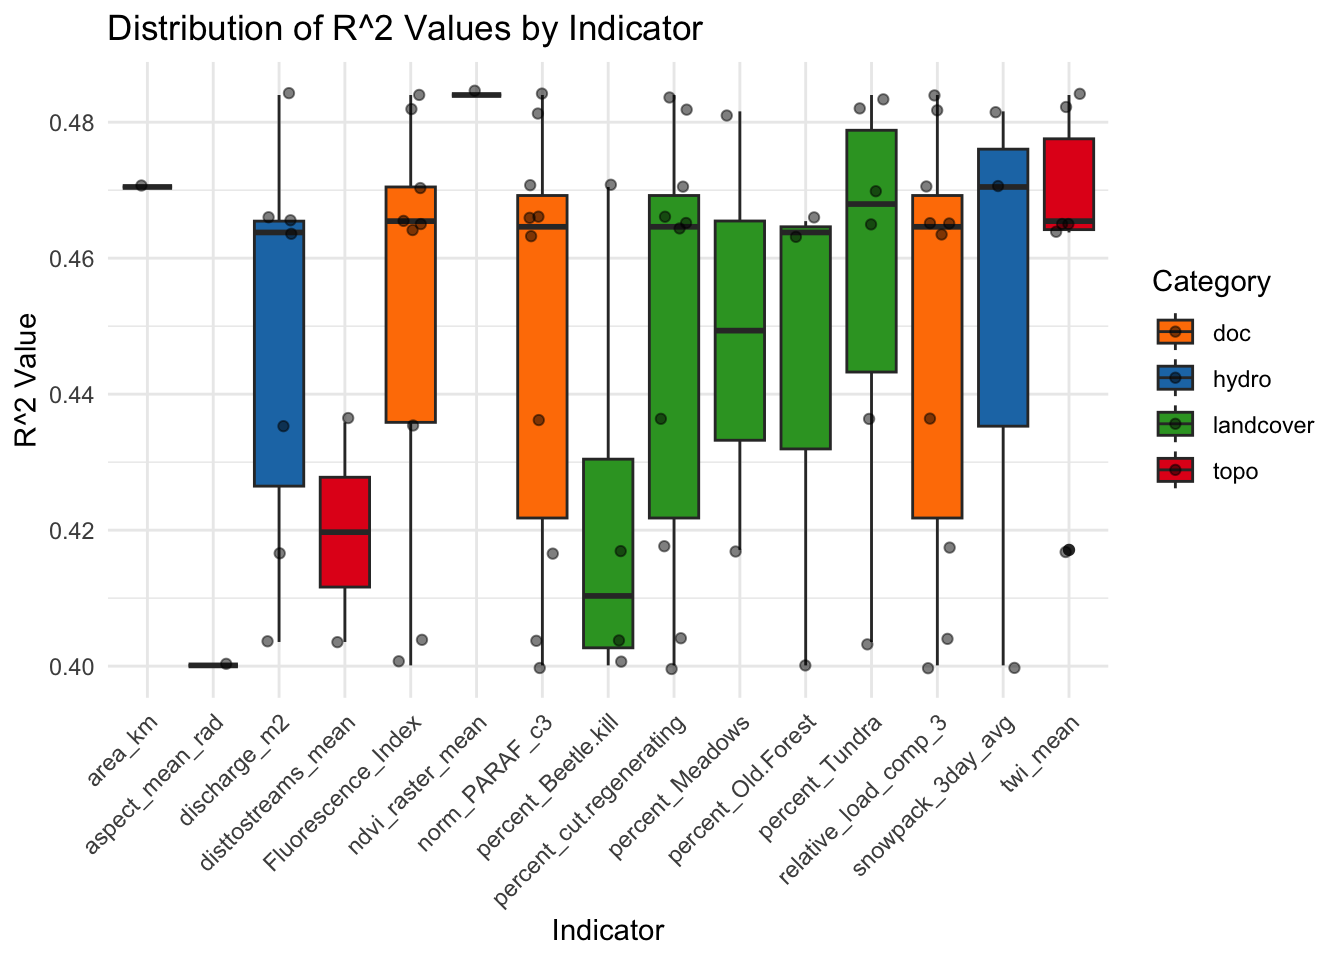 Distribution of R^2 Values by Indicator
R^2 Value
0.48
0.46
0.44
0.42
0.40
area_km
aspect_mean_rad
discharge_m2
disttostreams_mean
Fluorescence_Index
ndvi_raster_mean
norm_PARAF_c3
percent_Beetle.kill
percent_cut.regenerating
percent_Meadows
percent_Old.Forest
percent_Tundra
relative_load_comp_3
snowpack_3day_avg
twi_mean
Indicator
Category
doc
hydro
landcover
topo